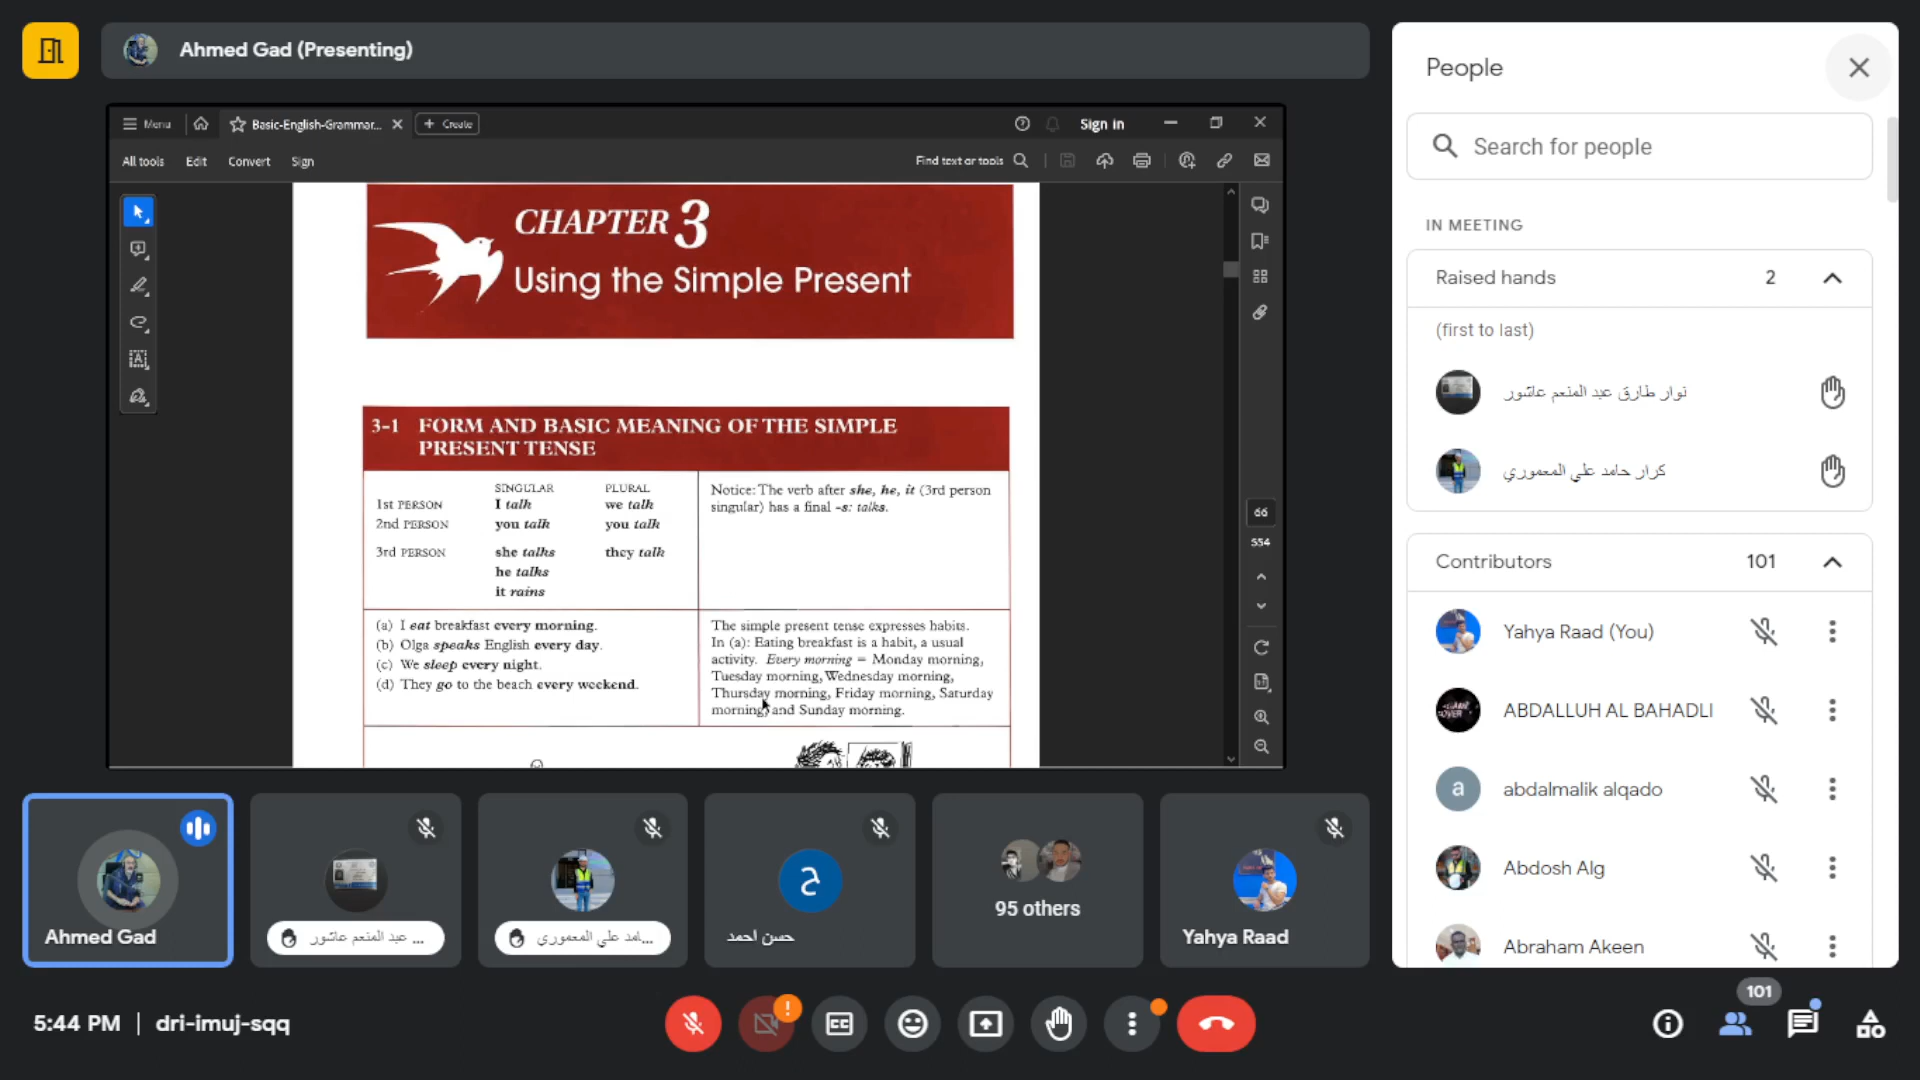 Ahmed Gad (Presenting)
Menu
Basic-English-Grammar...
Create
Sign in
All tools
Edit
Convert
Sign
Find text or tools
CHAPTER 3
Using the Simple Present
3-1 FORM AND BASIC MEANING OF THE SIMPLE
PRESENT TENSE
SINGULAR PLURAL
1st PERSON I talk we talk
2nd PERSON you talk you talk
3rd PERSON she talks they talk
he talks
it rains
Notice: The verb after she, he, it (3rd person
singular) has a final -s: talks.
(a) I eat breakfast every morning.
(b) Olga speaks English every day.
(c) We sleep every night.
(d) They go to the beach every weekend.
The simple present tense expresses habits.
In (a): Eating breakfast is a habit, a usual
activity. Every morning = Monday morning,
Tuesday morning, Wednesday morning,
Thursday morning, Friday morning, Saturday
morning, and Sunday morning.
66
554
Ahmed Gad
عبد المنعم عاشور ...
...امد علي المعموري
ح
حسن احمد
95 others
Yahya Raad
5:44 PM | dri-imuj-sqq
People
Search for people
IN MEETING
Raised hands 2
(first to last)
نوار طارق عبد المنعم عاشور
كرار حامد علي المعموري
Contributors 101
Yahya Raad (You)
ABDALLUH AL BAHADLI
a
abdalmalik alqado
Abdosh Alg
Abraham Akeen
101